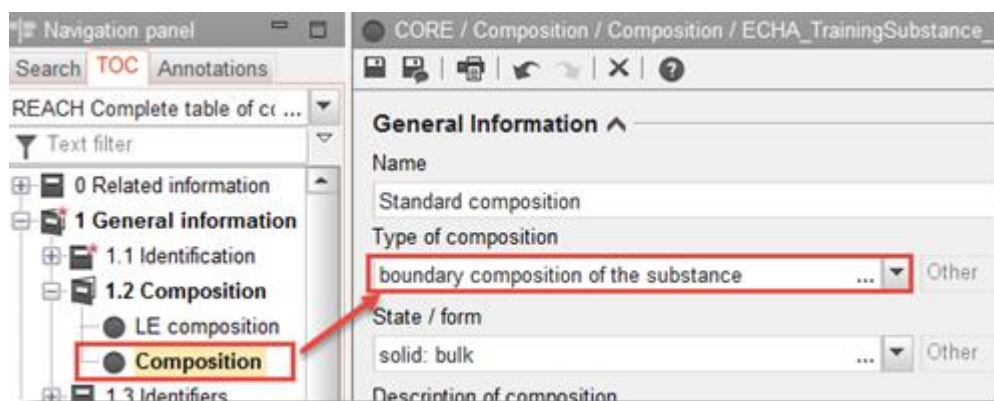 Navigation panel
Search TOC Annotations
REACH Complete table of cc ...
Text filter
0 Related information
1 General information
1.1 Identification
1.2 Composition
LE composition
Composition
1.3 Identifiers
CORE / Composition / Composition / ECHA_TrainingSubstance_
General Information
Name
Standard composition
Type of composition
boundary composition of the substance ... Other
State / form
solid: bulk ... Other
Description of composition